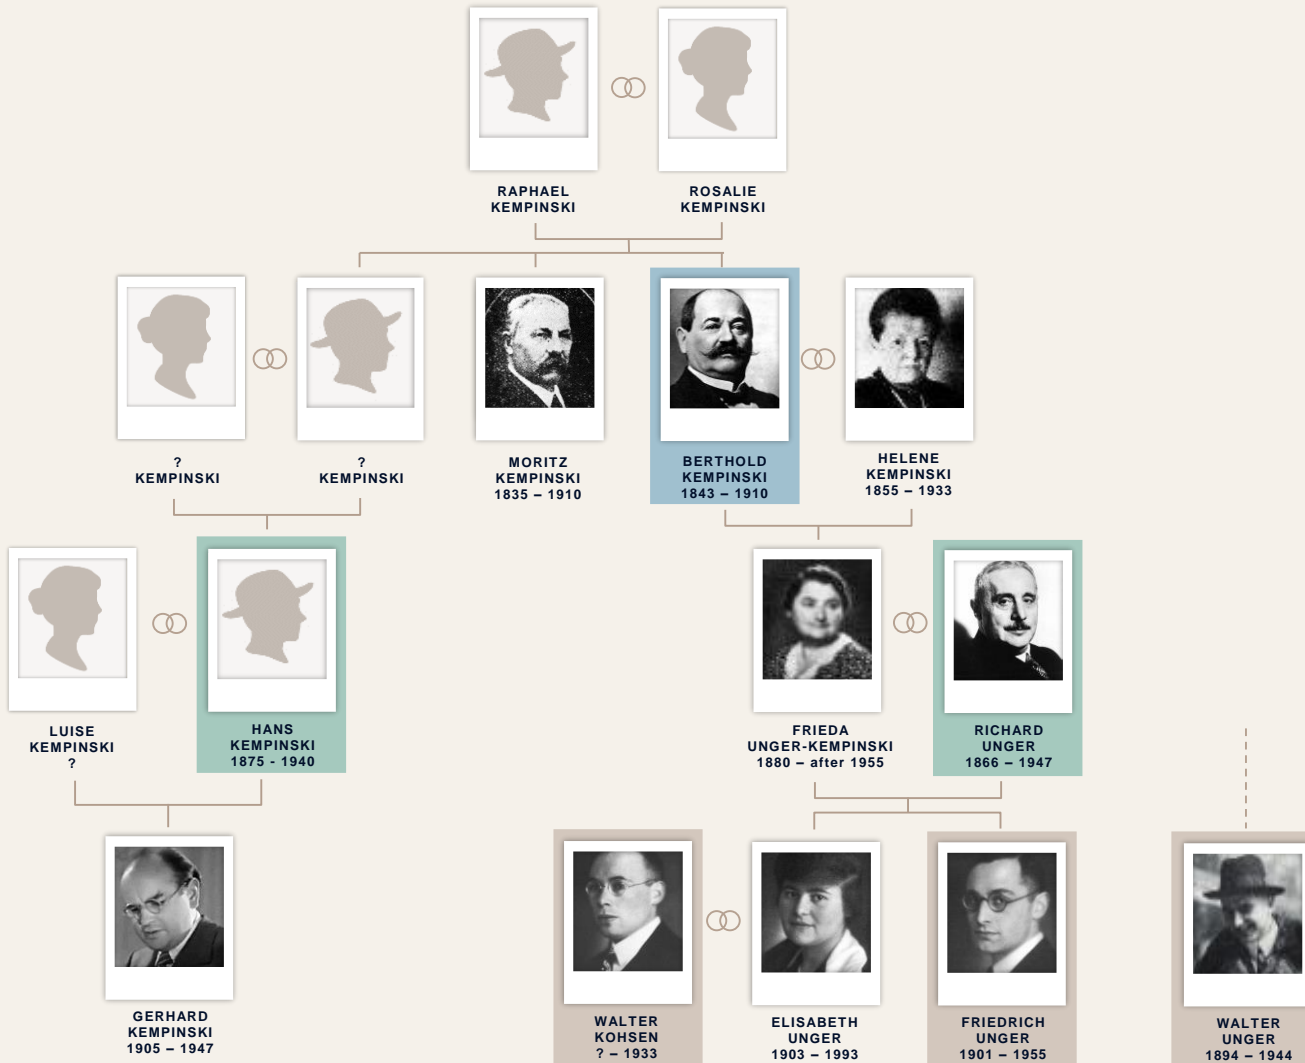 RAPHAEL
KEMPINSKI
ROSALIE
KEMPINSKI
?
KEMPINSKI
?
KEMPINSKI
MORITZ
KEMPINSKI
1835 – 1910
BERTHOLD
KEMPINSKI
1843 – 1910
HELENE
KEMPINSKI
1855 – 1933
LUISE
KEMPINSKI
?
HANS
KEMPINSKI
1875 - 1940
FRIEDA
UNGER-KEMPINSKI
1880 – after 1955
RICHARD
UNGER
1866 – 1947
GERHARD
KEMPINSKI
1905 – 1947
WALTER
KOHSEN
? – 1933
ELISABETH
UNGER
1903 – 1993
FRIEDRICH
UNGER
1901 – 1955
WALTER
UNGER
1894 – 1944